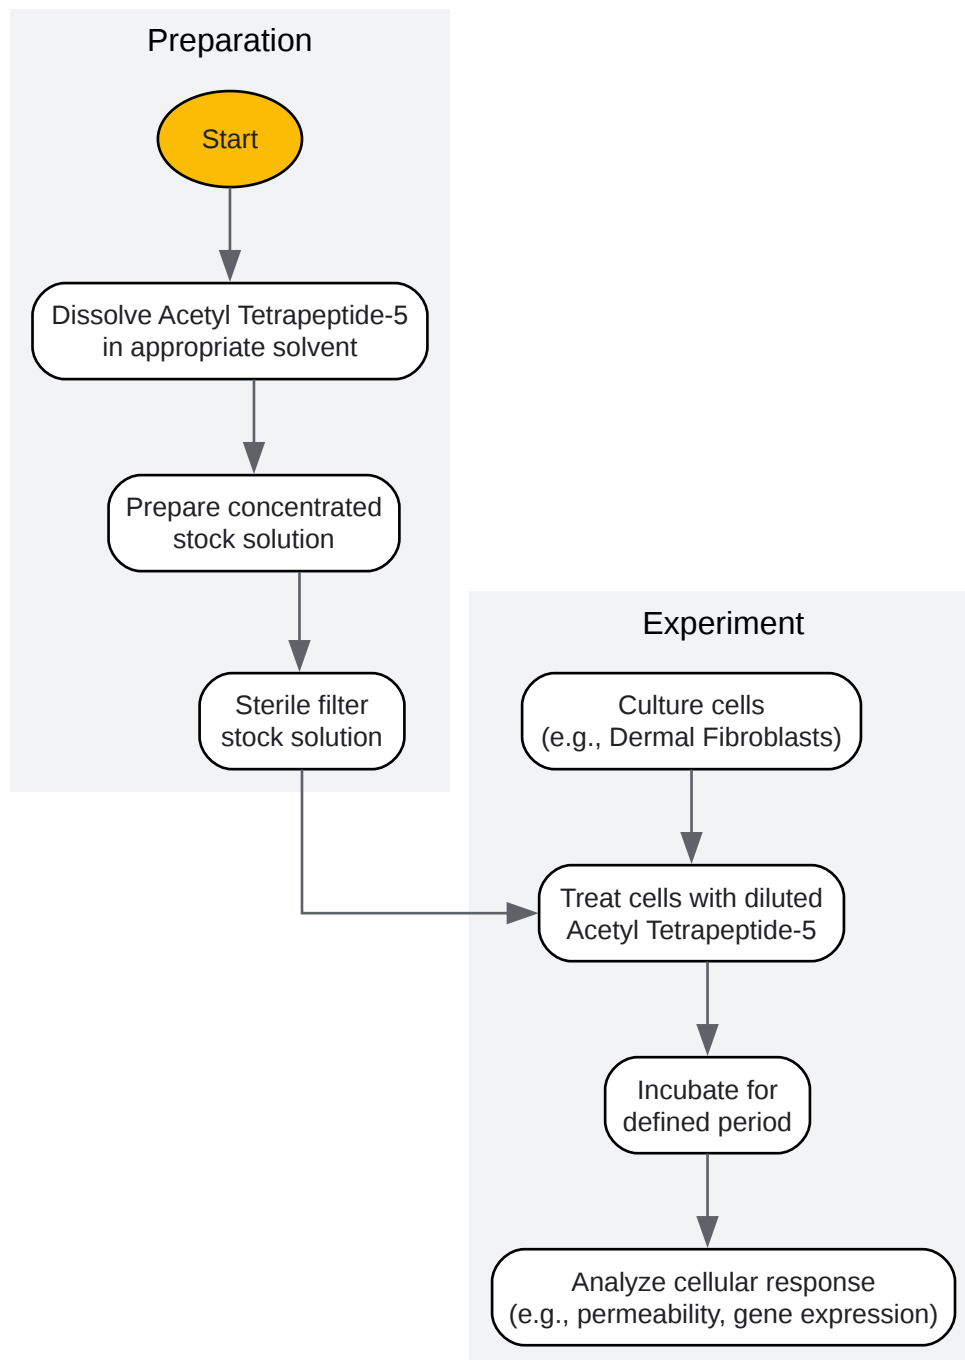 Preparation
Start
Dissolve Acetyl Tetrapeptide-5
in appropriate solvent
Prepare concentrated
stock solution
Sterile filter
stock solution
Experiment
Culture cells
(e.g., Dermal Fibroblasts)
Treat cells with diluted
Acetyl Tetrapeptide-5
Incubate for
defined period
Analyze cellular response
(e.g., permeability, gene expression)